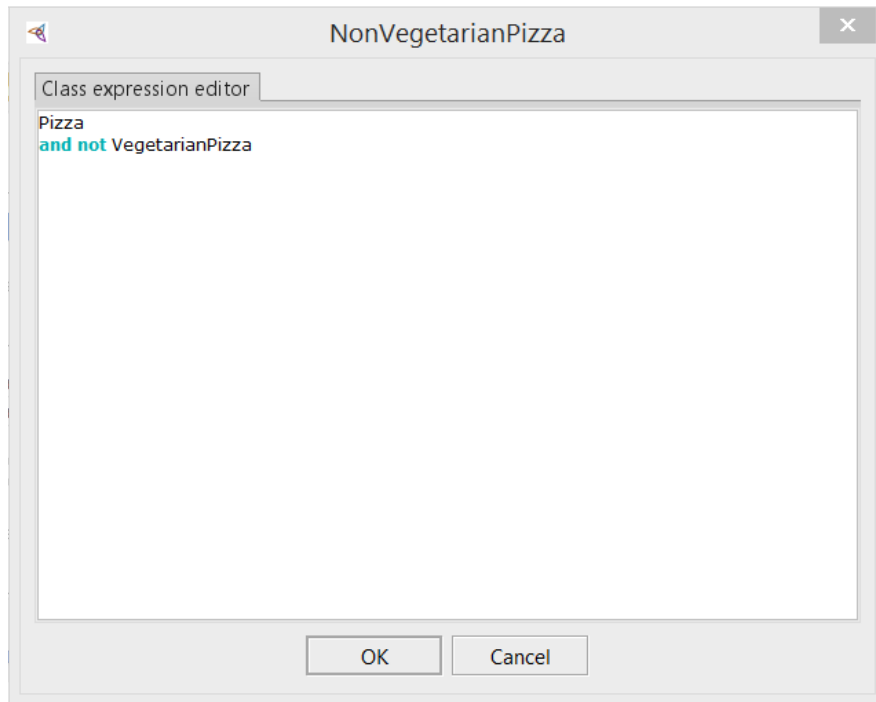 NonVegetarianPizza
Class expression editor
Pizza
and not VegetarianPizza
OK
Cancel